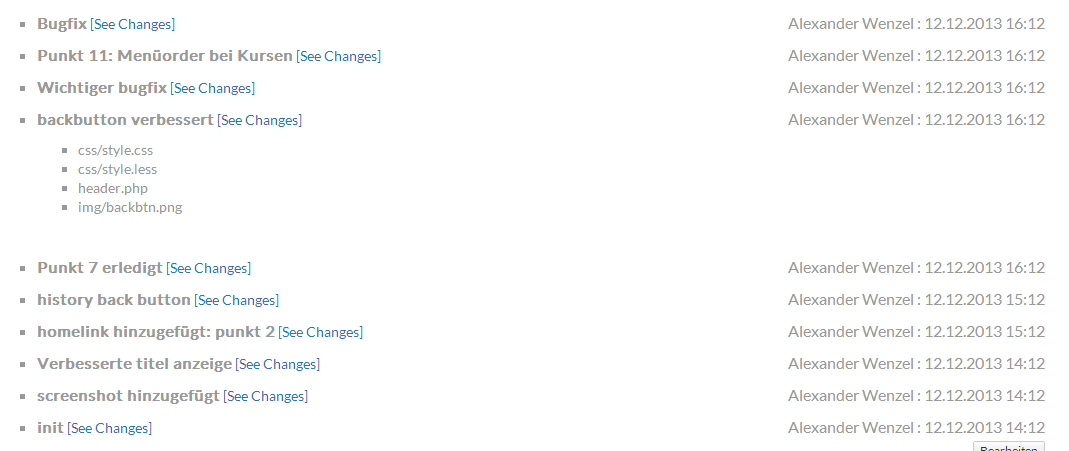 Bugfix [See Changes] Alexander Wenzel : 12.12.2013 16:12
Punkt 11: Menüorder bei Kursen [See Changes] Alexander Wenzel : 12.12.2013 16:12
Wichtiger bugfix [See Changes] Alexander Wenzel : 12.12.2013 16:12
backbutton verbessert [See Changes] Alexander Wenzel : 12.12.2013 16:12
css/style.css
css/style.less
header.php
img/backbtn.png
Punkt 7 erledigt [See Changes] Alexander Wenzel : 12.12.2013 16:12
history back button [See Changes] Alexander Wenzel : 12.12.2013 15:12
homelink hinzugefügt: punkt 2 [See Changes] Alexander Wenzel : 12.12.2013 15:12
Verbesserte titel anzeige [See Changes] Alexander Wenzel : 12.12.2013 14:12
screenshot hinzugefügt [See Changes] Alexander Wenzel : 12.12.2013 14:12
init [See Changes] Alexander Wenzel : 12.12.2013 14:12
Bearbeiten